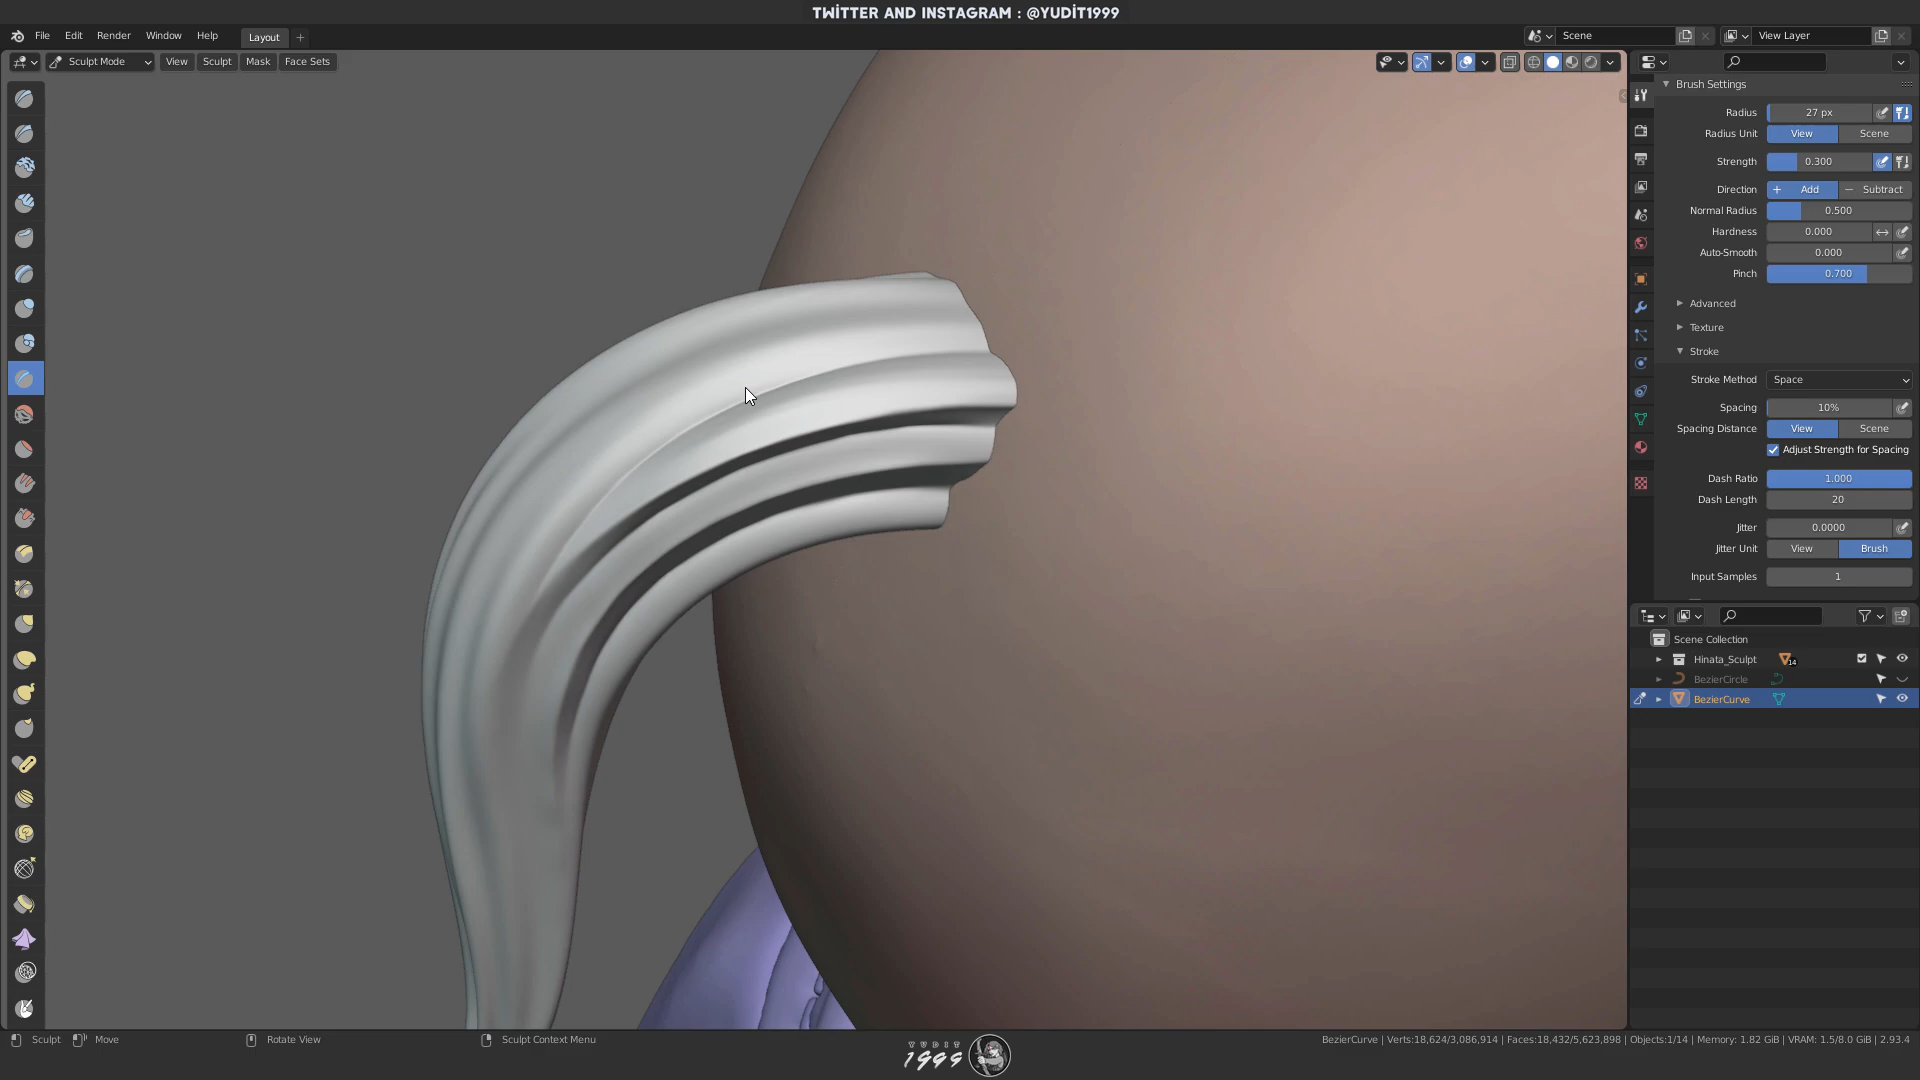 TWİTTER AND INSTAGRAM : @YUDİT1999
File Edit Render Window Help Layout + Scene View Layer
Sculpt Mode View Sculpt Mask Face Sets
Brush Settings
Radius 27 px
Radius Unit View Scene
Strength 0.300
Direction + Add − Subtract
Normal Radius 0.500
Hardness 0.000
Auto-Smooth 0.000
Pinch 0.700
Advanced
Texture
Stroke
Stroke Method Space
Spacing 10%
Spacing Distance View Scene
Adjust Strength for Spacing
Dash Ratio 1.000
Dash Length 20
Jitter 0.0000
Jitter Unit View Brush
Input Samples 1
Scene Collection
Hinata_Sculpt 14
BezierCircle
BezierCurve
Sculpt Move Rotate View Sculpt Context Menu
YUDIT
1999
BezierCurve | Verts:18,624/3,086,914 | Faces:18,432/5,623,898 | Objects:1/14 | Memory: 1.82 GiB | VRAM: 1.5/8.0 GiB | 2.93.4